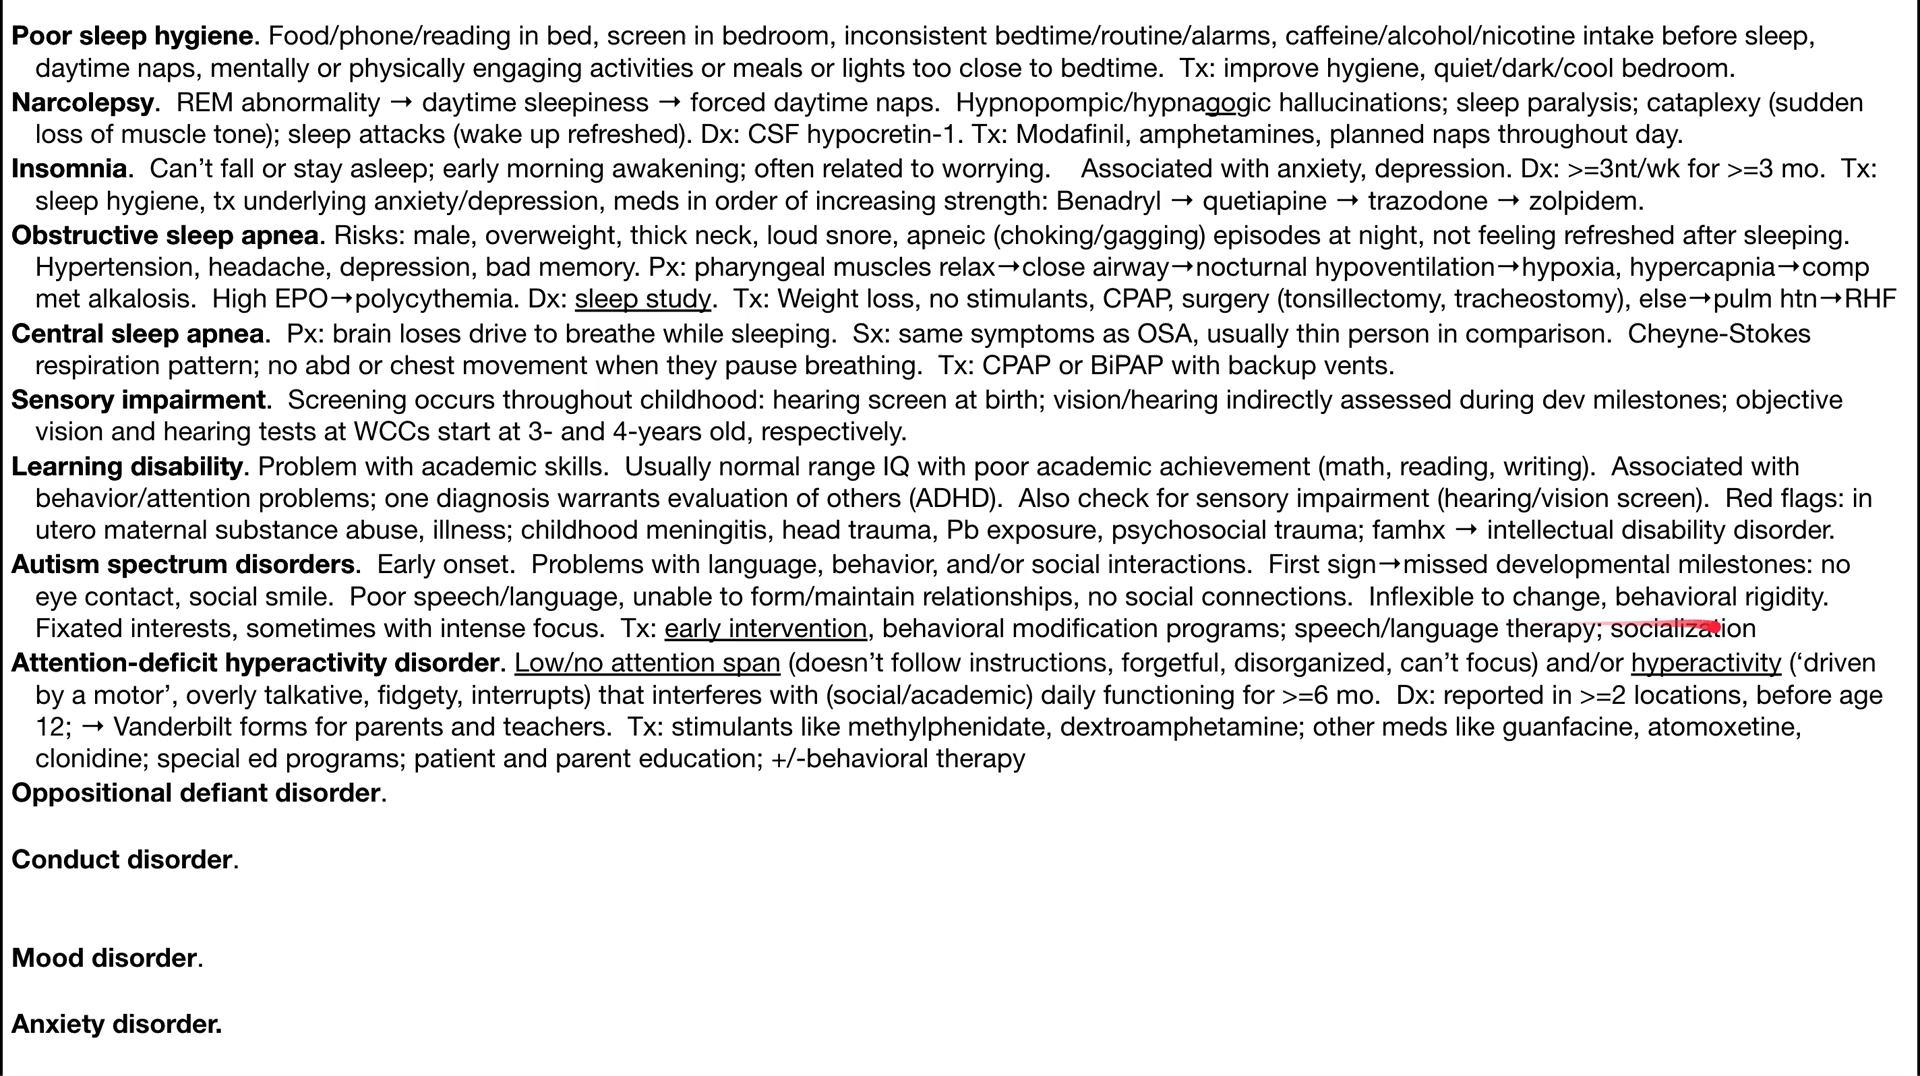 Poor sleep hygiene. Food/phone/reading in bed, screen in bedroom, inconsistent bedtime/routine/alarms, caffeine/alcohol/nicotine intake before sleep,
daytime naps, mentally or physically engaging activities or meals or lights too close to bedtime. Tx: improve hygiene, quiet/dark/cool bedroom.
Narcolepsy. REM abnormality → daytime sleepiness → forced daytime naps. Hypnopompic/hypnagogic hallucinations; sleep paralysis; cataplexy (sudden
loss of muscle tone); sleep attacks (wake up refreshed). Dx: CSF hypocretin-1. Tx: Modafinil, amphetamines, planned naps throughout day.
Insomnia. Can’t fall or stay asleep; early morning awakening; often related to worrying. Associated with anxiety, depression. Dx: >=3nt/wk for >=3 mo. Tx:
sleep hygiene, tx underlying anxiety/depression, meds in order of increasing strength: Benadryl → quetiapine → trazodone → zolpidem.
Obstructive sleep apnea. Risks: male, overweight, thick neck, loud snore, apneic (choking/gagging) episodes at night, not feeling refreshed after sleeping.
Hypertension, headache, depression, bad memory. Px: pharyngeal muscles relax→close airway→nocturnal hypoventilation→hypoxia, hypercapnia→comp
met alkalosis. High EPO→polycythemia. Dx: sleep study. Tx: Weight loss, no stimulants, CPAP, surgery (tonsillectomy, tracheostomy), else→pulm htn→RHF
Central sleep apnea. Px: brain loses drive to breathe while sleeping. Sx: same symptoms as OSA, usually thin person in comparison. Cheyne-Stokes
respiration pattern; no abd or chest movement when they pause breathing. Tx: CPAP or BiPAP with backup vents.
Sensory impairment. Screening occurs throughout childhood: hearing screen at birth; vision/hearing indirectly assessed during dev milestones; objective
vision and hearing tests at WCCs start at 3- and 4-years old, respectively.
Learning disability. Problem with academic skills. Usually normal range IQ with poor academic achievement (math, reading, writing). Associated with
behavior/attention problems; one diagnosis warrants evaluation of others (ADHD). Also check for sensory impairment (hearing/vision screen). Red flags: in
utero maternal substance abuse, illness; childhood meningitis, head trauma, Pb exposure, psychosocial trauma; famhx → intellectual disability disorder.
Autism spectrum disorders. Early onset. Problems with language, behavior, and/or social interactions. First sign→missed developmental milestones: no
eye contact, social smile. Poor speech/language, unable to form/maintain relationships, no social connections. Inflexible to change, behavioral rigidity.
Fixated interests, sometimes with intense focus. Tx: early intervention, behavioral modification programs; speech/language therapy; socialization
Attention-deficit hyperactivity disorder. Low/no attention span (doesn’t follow instructions, forgetful, disorganized, can’t focus) and/or hyperactivity (‘driven
by a motor’, overly talkative, fidgety, interrupts) that interferes with (social/academic) daily functioning for >=6 mo. Dx: reported in >=2 locations, before age
12; → Vanderbilt forms for parents and teachers. Tx: stimulants like methylphenidate, dextroamphetamine; other meds like guanfacine, atomoxetine,
clonidine; special ed programs; patient and parent education; +/-behavioral therapy
Oppositional defiant disorder.
Conduct disorder.
Mood disorder.
Anxiety disorder.